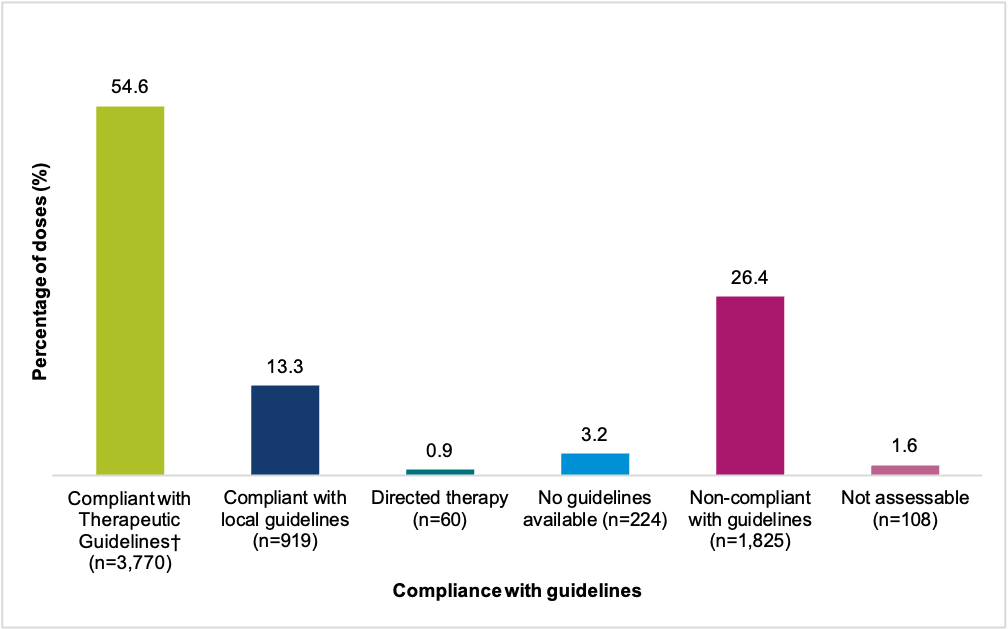 54.6
13.3
0.9
3.2
26.4
1.6
Percentage of doses (%)
Compliant with
Therapeutic
Guidelines†
(n=3,770)
Compliant with
local guidelines
(n=919)
Directed therapy
(n=60)
No guidelines
available (n=224)
Non-compliant
with guidelines
(n=1,825)
Not assessable
(n=108)
Compliance with guidelines